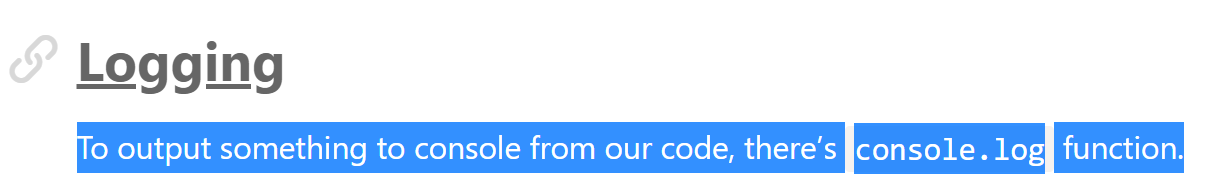 Logging
To output something to console from our code, there’s console.log function.